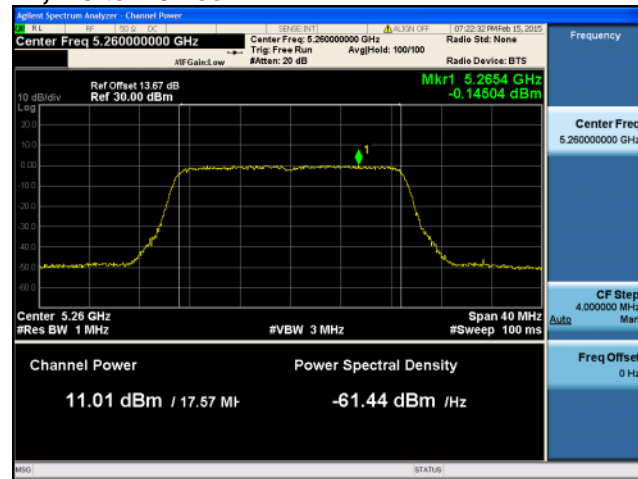 Agilent Spectrum Analyzer - Channel Power
RL RF 50 Ω DC SENSE:INT ALIGN OFF 07:22:32 PMFeb 15, 2015
Center Freq 5.260000000 GHz
Center Freq: 5.260000000 GHz
Radio Std: None
Trig: Free Run Avg|Hold: 100/100
#IFGain:Low #Atten: 20 dB Radio Device: BTS
Frequency
Ref Offset 13.67 dB
10 dB/div Ref 30.00 dBm
Mkr1 5.2654 GHz
-0.14504 dBm
Log
20.0
10.0
0.00
-10.0
-20.0
-30.0
-40.0
-50.0
-60.0
1
Center 5.26 GHz Span 40 MHz
#Res BW 1 MHz #VBW 3 MHz #Sweep 100 ms
Channel Power Power Spectral Density
11.01 dBm / 17.57 MH -61.44 dBm /Hz
Center Freq
5.260000000 GHz
CF Step
4.000000 MHz
Auto Man
Freq Offset
0 Hz
MSG STATUS